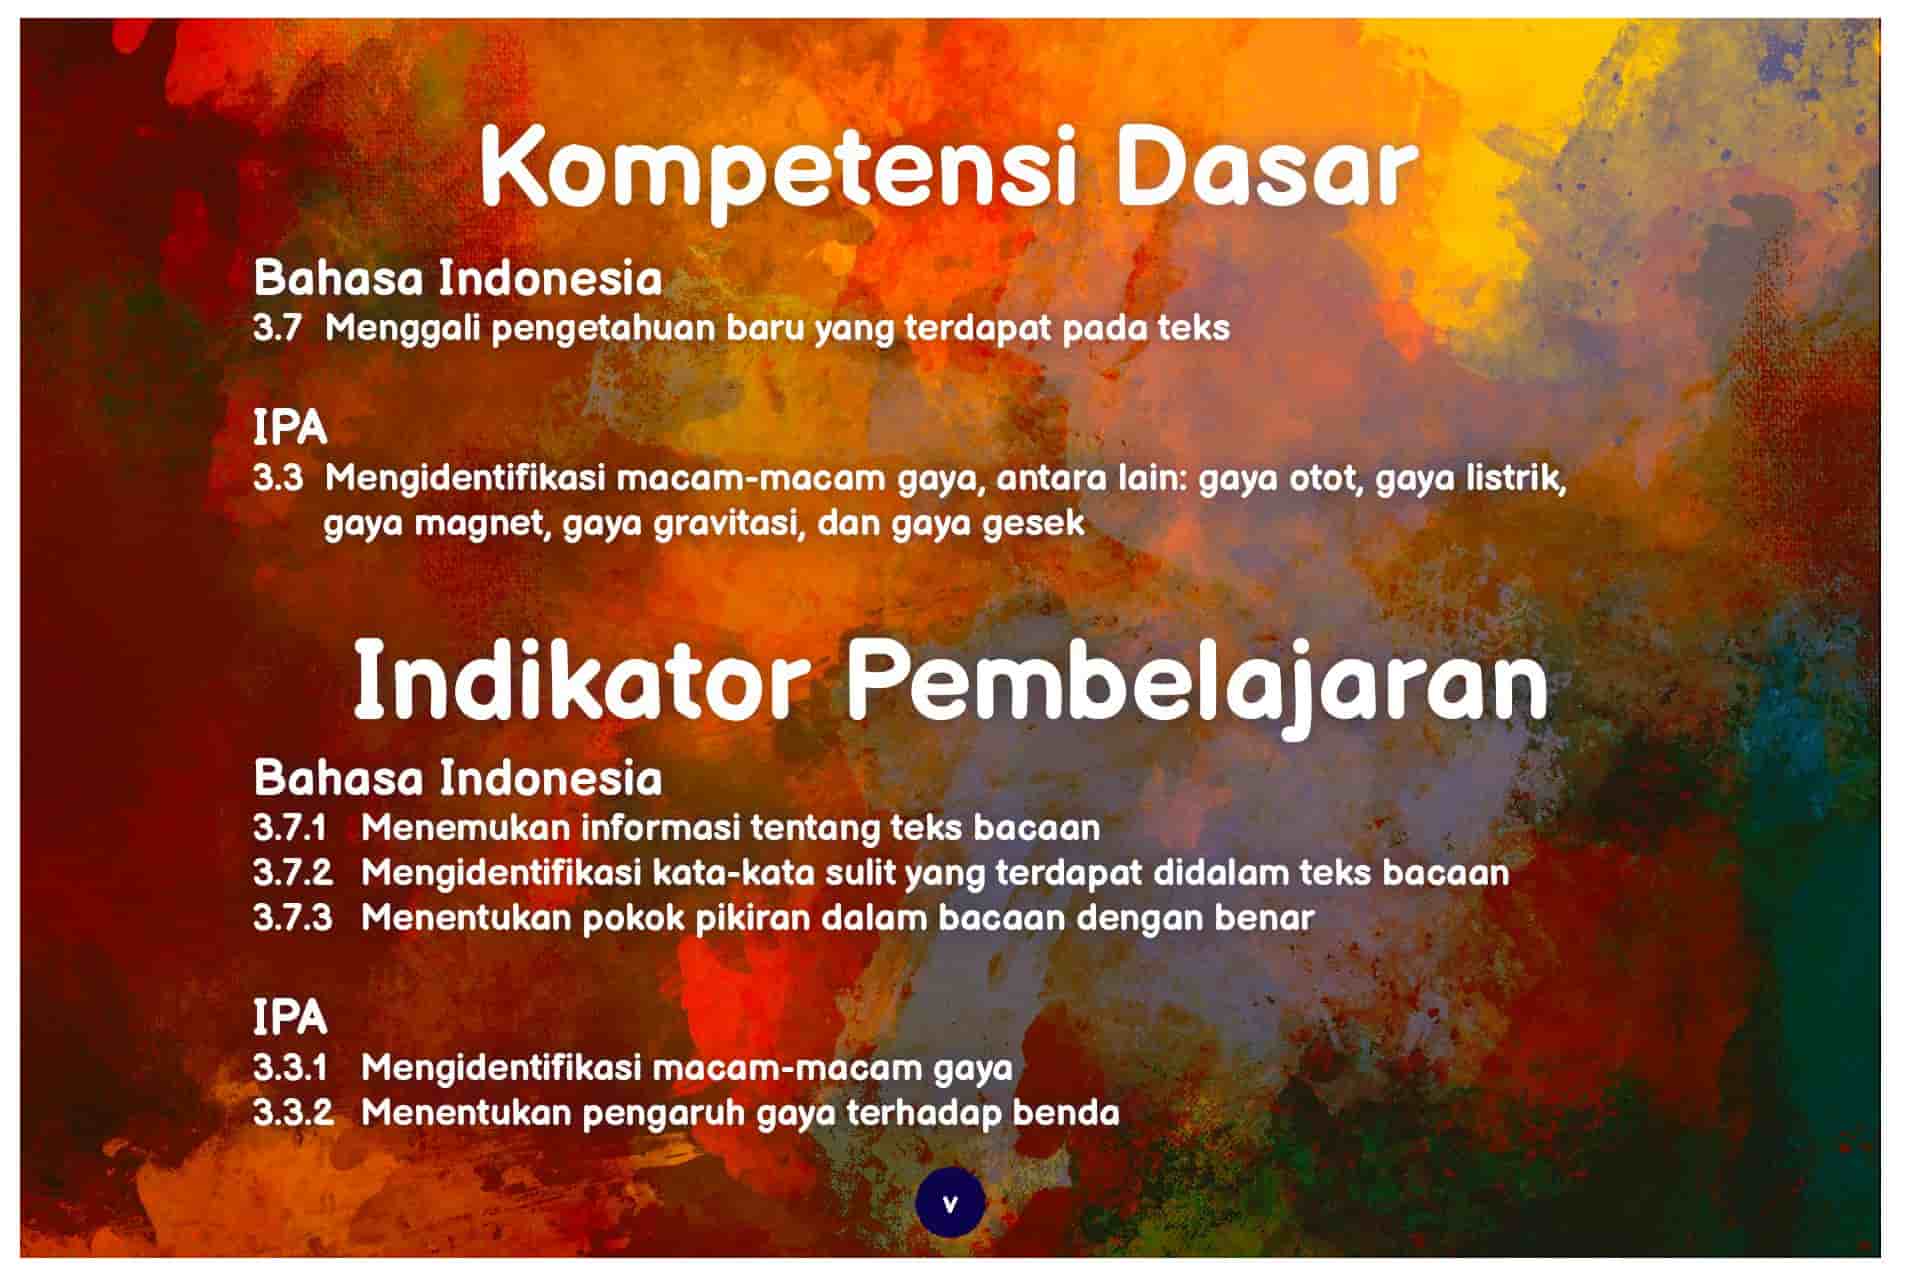 Kompetensi Dasar
Bahasa Indonesia
3.7 Menggali pengetahuan baru yang terdapat pada teks
IPA
3.3 Mengidentifikasi macam-macam gaya, antara lain: gaya otot, gaya listrik,
gaya magnet, gaya gravitasi, dan gaya gesek
Indikator Pembelajaran
Bahasa Indonesia
3.7.1 Menemukan informasi tentang teks bacaan
3.7.2 Mengidentifikasi kata-kata sulit yang terdapat didalam teks bacaan
3.7.3 Menentukan pokok pikiran dalam bacaan dengan benar
IPA
3.3.1 Mengidentifikasi macam-macam gaya
3.3.2 Menentukan pengaruh gaya terhadap benda
v